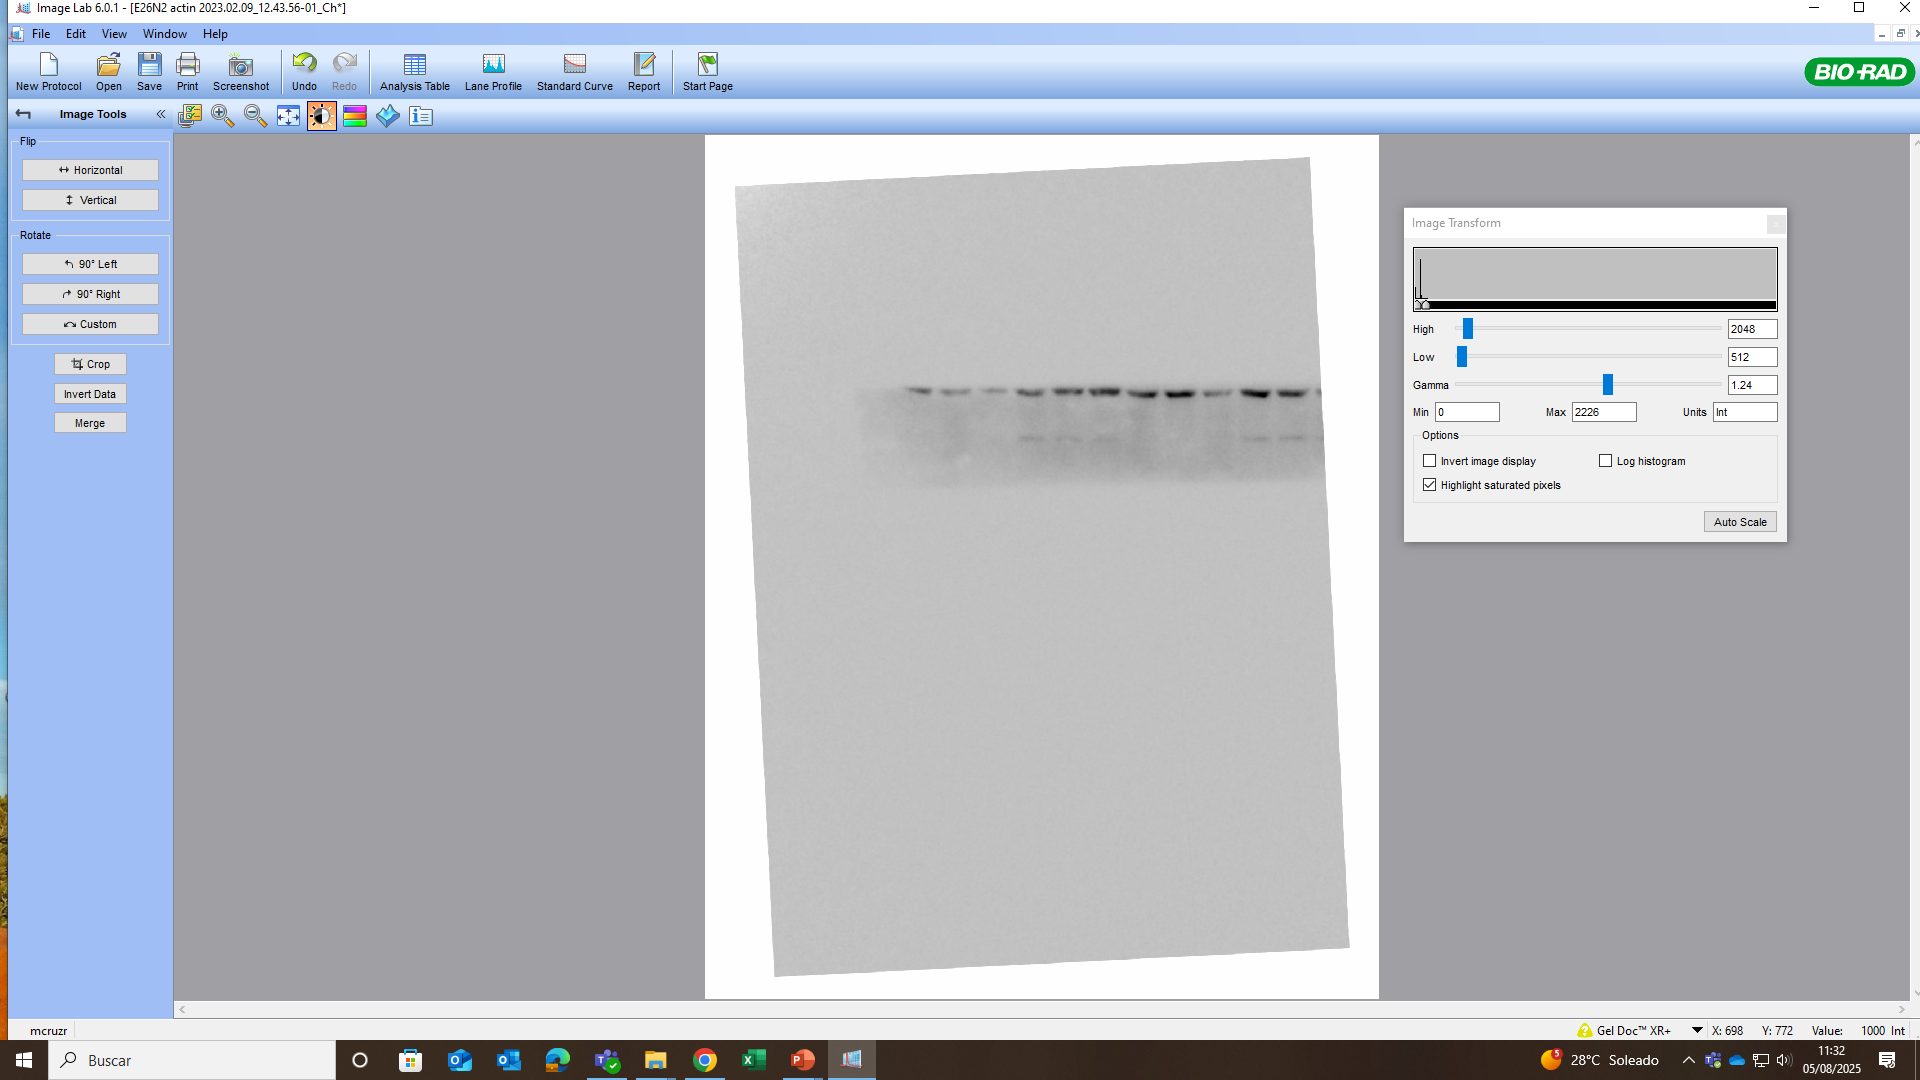 Image Lab 6.0.1 - [E26N2 actin 2023.02.09_12.43.56-01_Ch*]
File Edit View Window Help
New Protocol Open Save Print Screenshot Undo Redo Analysis Table Lane Profile Standard Curve Report Start Page
BIO-RAD
Image Tools
Flip
Horizontal
Vertical
Rotate
90° Left
90° Right
Custom
Crop
Invert Data
Merge
Image Transform
High 2048
Low 512
Gamma 1.24
Min 0 Max 2226 Units Int
Options
Invert image display Log histogram
Highlight saturated pixels
Auto Scale
mcruzr Gel Doc™ XR+ X: 698 Y: 772 Value: 1000 Int
Buscar
5
28°C Soleado
11:32
05/08/2025